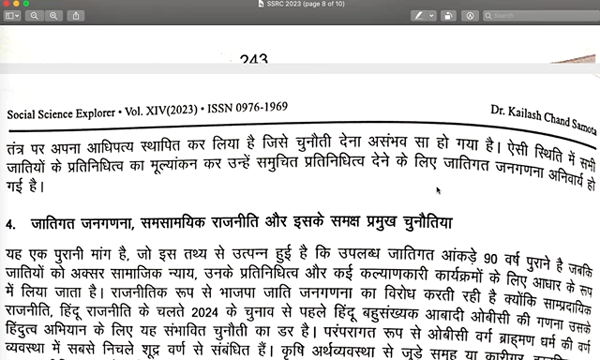 SSRC 2023 (page 8 of 10)
Search
243
Social Science Explorer • Vol. XIV(2023) • ISSN 0976-1969
Dr. Kailash Chand Samota
तंत्र पर अपना आधिपत्य स्थापित कर लिया है जिसे चुनौती देना असंभव सा हो गया है। ऐसी स्थिति में सभी
जातियों के प्रतिनिधित्व का मूल्यांकन कर उन्हें समुचित प्रतिनिधित्व देने के लिए जातिगत जनगणना अनिवार्य हो
गई है।
4. जातिगत जनगणना, समसामयिक राजनीति और इसके समक्ष प्रमुख चुनौतिया
यह एक पुरानी मांग है, जो इस तथ्य से उत्पन्न हुई है कि उपलब्ध जातिगत आंकड़े 90 वर्ष पुराने है जबकि
जातियों को अक्सर सामाजिक न्याय, उनके प्रतिनिधित्व और कई कल्याणकारी कार्यक्रमों के लिए आधार के रूप
में लिया जाता है। राजनीतिक रूप से भाजपा जाति जनगणना का विरोध करती रही है क्योंकि साम्प्रदायिक
राजनीति, हिंदू राजनीति के चलते 2024 के चुनाव से पहले हिंदू बहुसंख्यक आबादी ओबीसी की गणना उसके
हिंदुत्व अभियान के लिए यह संभावित चुनौती का डर है। परंपरागत रूप से ओबीसी वर्ग ब्राह्मण धर्म की वर्ण
व्यवस्था में सबसे निचले शूद्र वर्ण से संबंधित हैं। कृषि अर्थव्यवस्था से जुड़े समूह या कारीगर